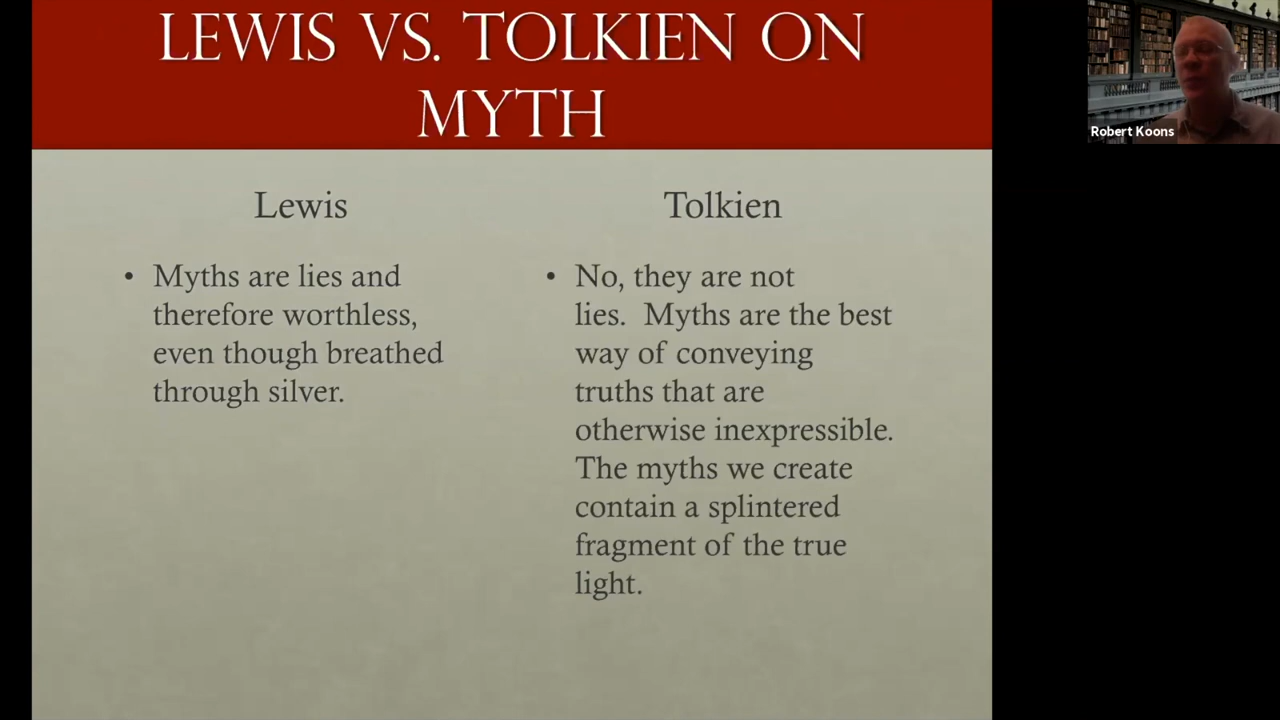 LEWIS VS. TOLKIEN ON
MYTH
Robert Koons
Lewis
• Myths are lies and
therefore worthless,
even though breathed
through silver.
Tolkien
• No, they are not
lies.  Myths are the best
way of conveying
truths that are
otherwise inexpressible.
The myths we create
contain a splintered
fragment of the true
light.